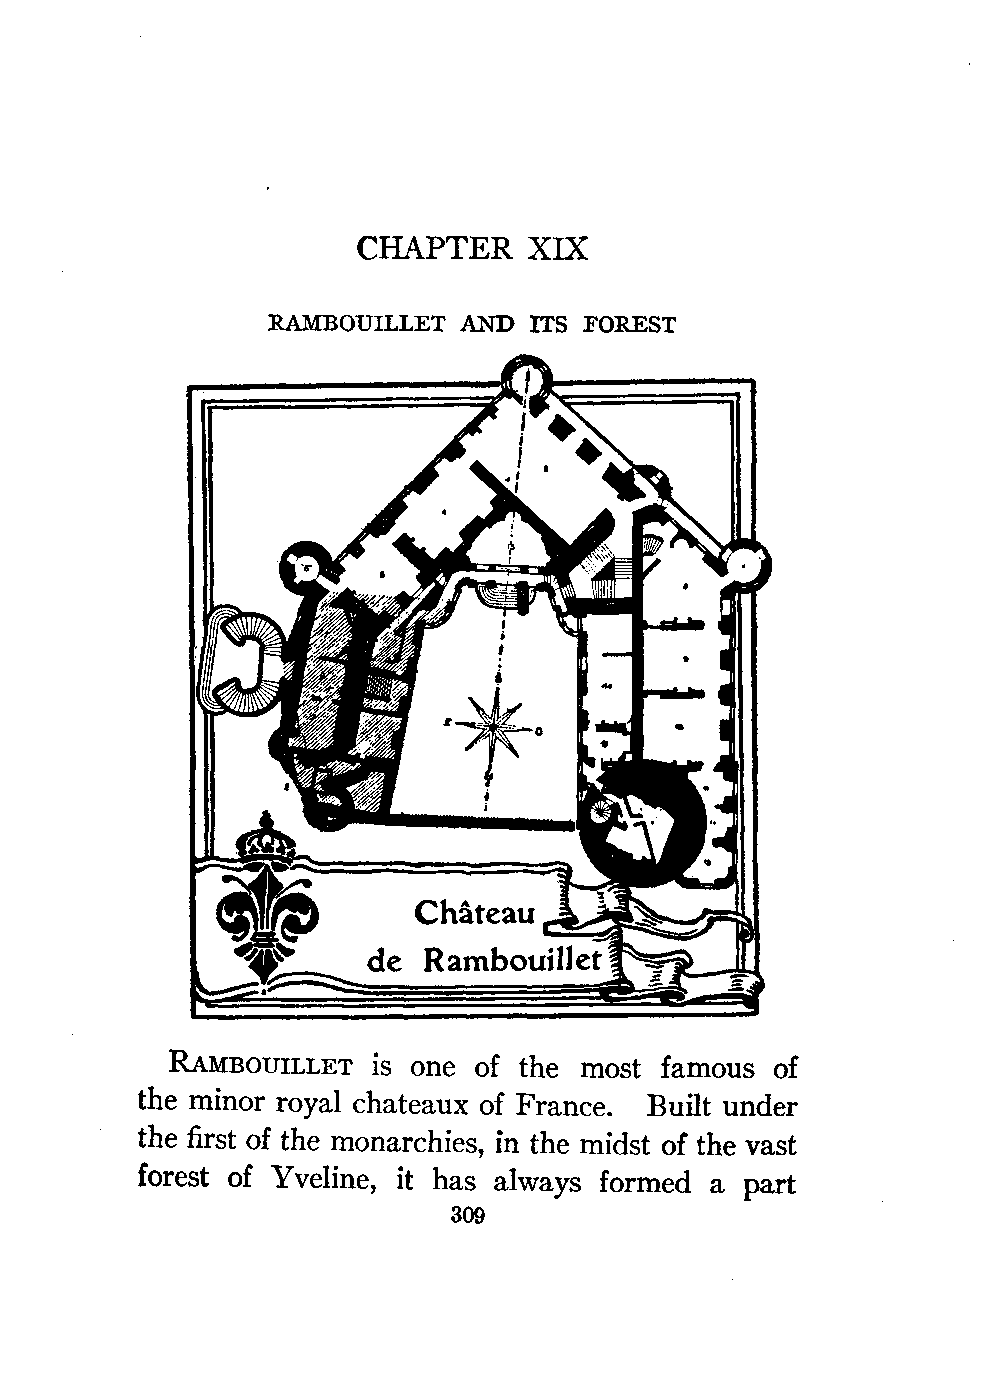 CHAPTER XIX
RAMBOUILLET AND ITS FOREST
Château
de Rambouillet
RAMBOUILLET is one of the most famous of
the minor royal chateaux of France. Built under
the first of the monarchies, in the midst of the vast
forest of Yveline, it has always formed a part
309